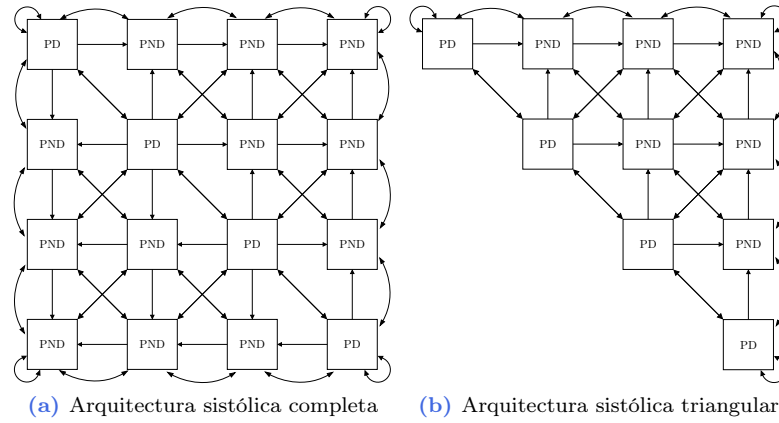 PD PND PND PND
PND PD PND PND
PND PND PD PND
PND PND PND PD
(a) Arquitectura sistólica completa
PD PND PND PND
PD PND PND
PD PND
PD
(b) Arquitectura sistólica triangular